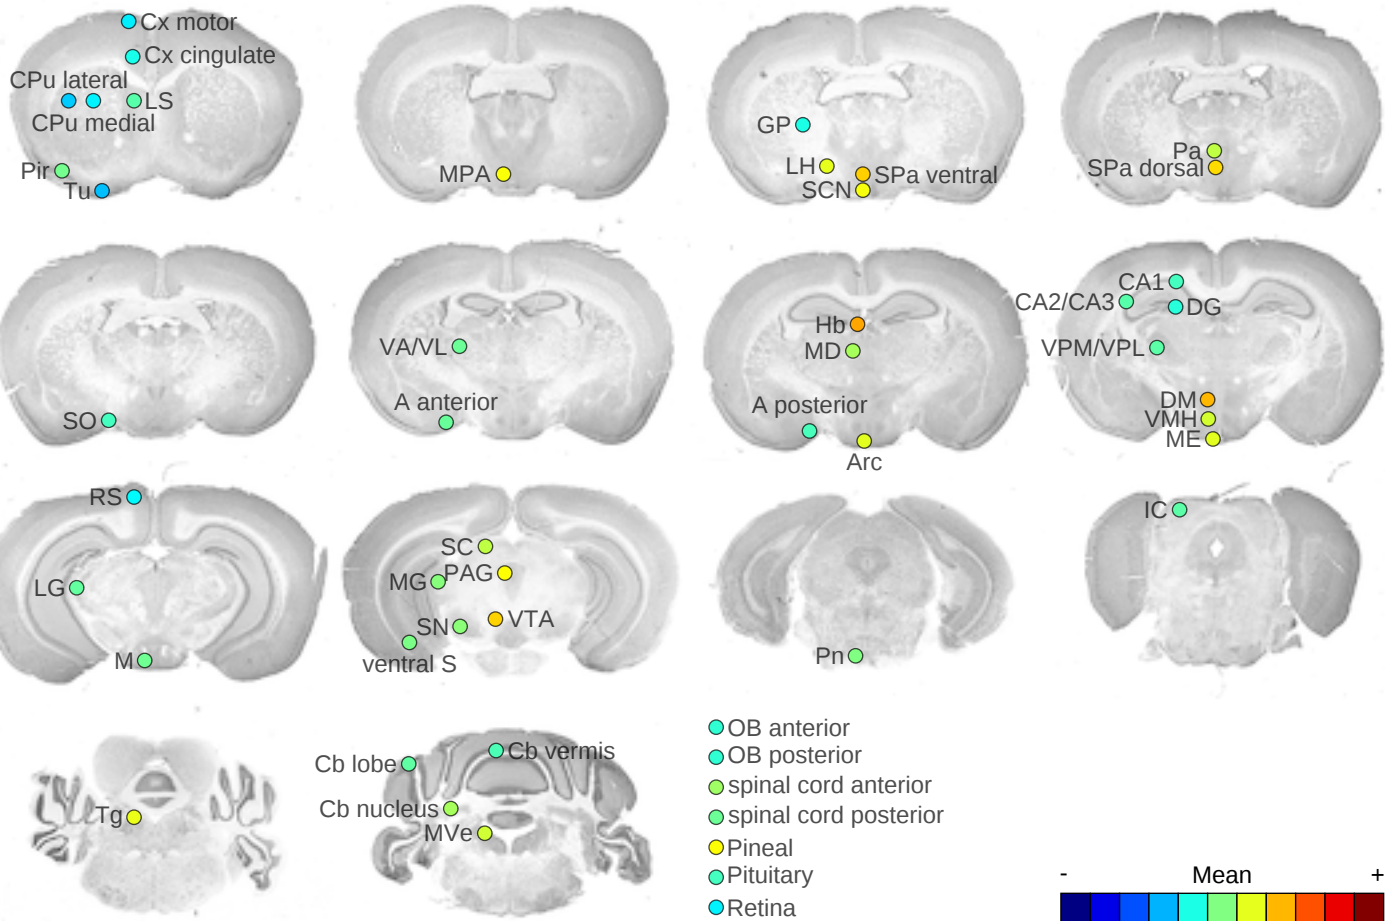 Cx motor
Cx cingulate
CPu lateral
LS
CPu medial
Pir
Tu
MPA
GP
LH
SPa ventral
SCN
Pa
SPa dorsal
SO
VA/VL
A anterior
Hb
MD
A posterior
Arc
CA1
CA2/CA3
DG
VPM/VPL
DM
VMH
ME
RS
LG
M
SC
MG
PAG
SN
VTA
ventral S
Pn
IC
Tg
Cb lobe
Cb vermis
Cb nucleus
MVe
OB anterior
OB posterior
spinal cord anterior
spinal cord posterior
Pineal
Pituitary
Retina
- Mean +